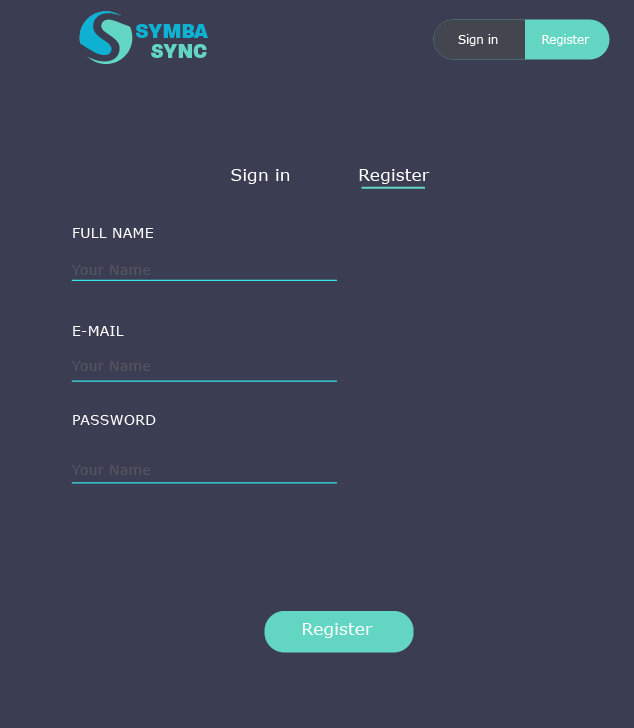 SYMBA
SYNC
Sign in
Register
Sign in
Register
FULL NAME
Your Name
E-MAIL
Your Name
PASSWORD
Your Name
Register